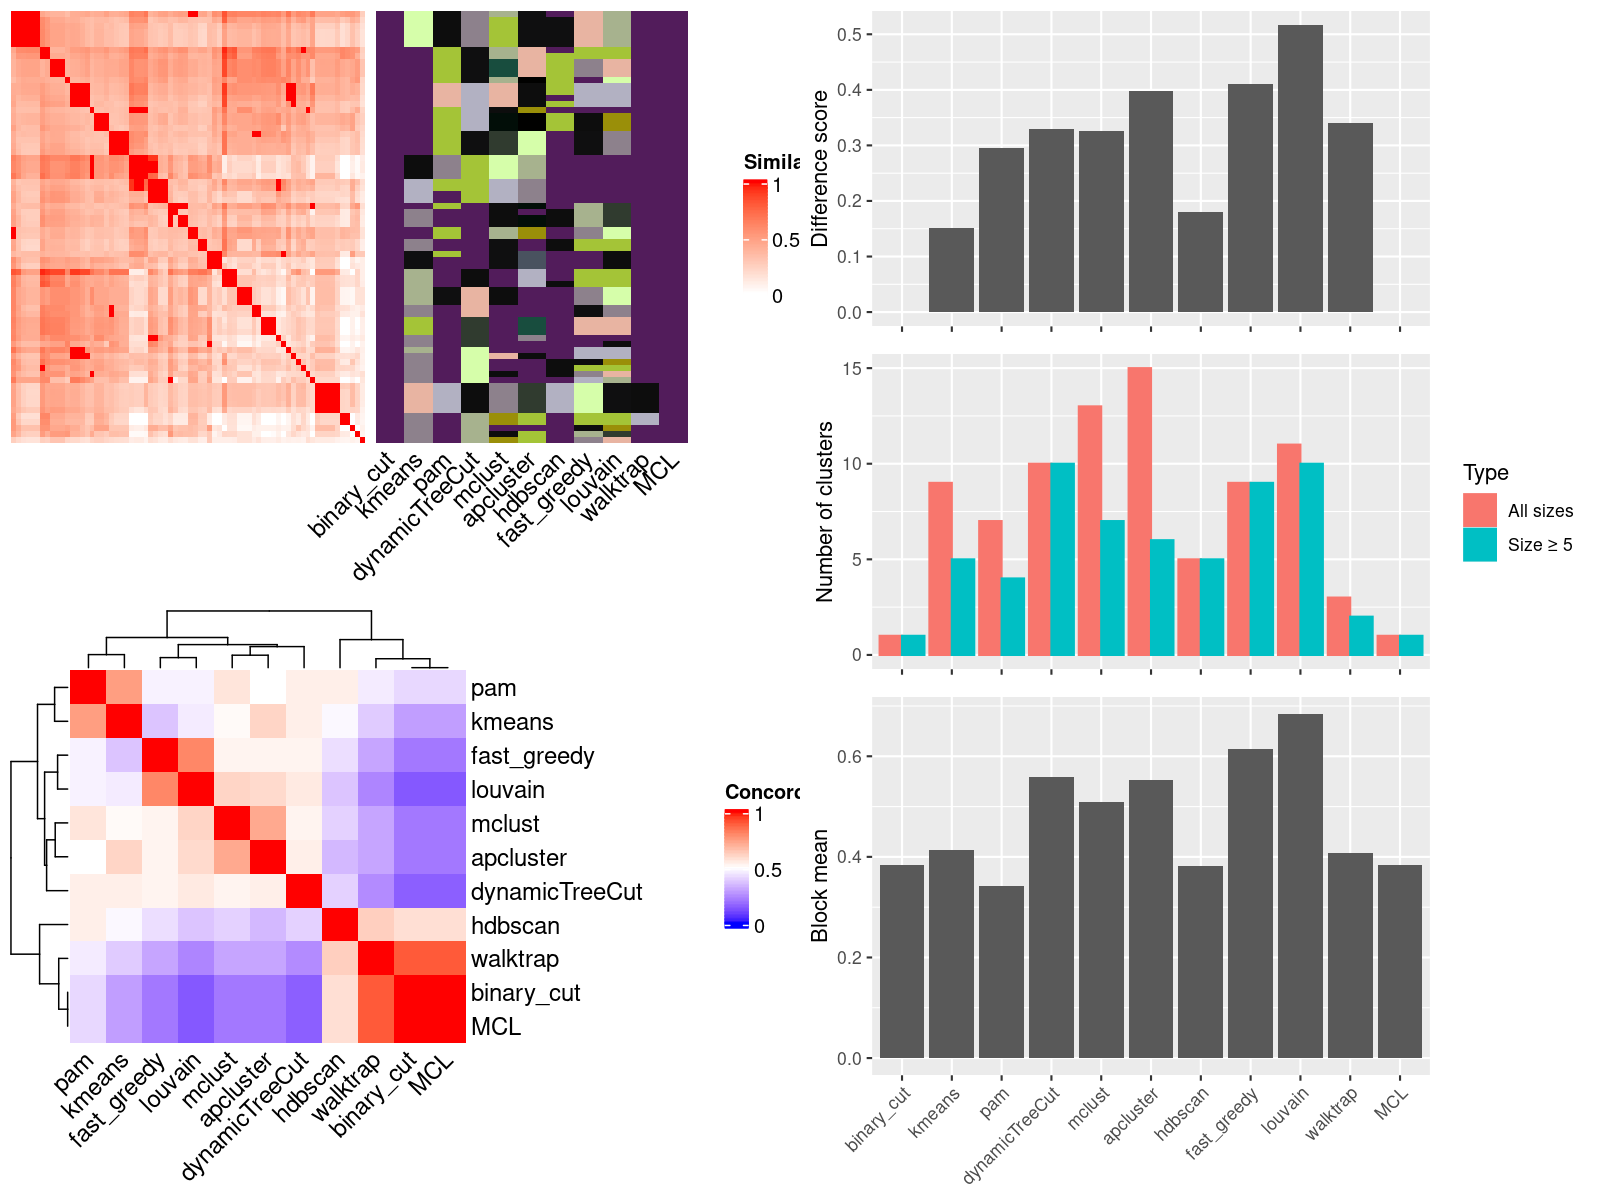 binary_cut
kmeans
pam
dynamicTreeCut
mclust
apcluster
hdbscan
fast_greedy
louvain
walktrap
MCL
Simila
1
0.5
0
pam
kmeans
fast_greedy
louvain
mclust
apcluster
dynamicTreeCut
hdbscan
walktrap
binary_cut
MCL
pam
kmeans
fast_greedy
louvain
mclust
apcluster
dynamicTreeCut
hdbscan
walktrap
binary_cut
MCL
Concord
1
0.5
0
Difference score
0.5
0.4
0.3
0.2
0.1
0.0
Number of clusters
15
10
5
0
Type
All sizes
Size ≥ 5
Block mean
0.6
0.4
0.2
0.0
binary_cut
kmeans
pam
dynamicTreeCut
mclust
apcluster
hdbscan
fast_greedy
louvain
walktrap
MCL